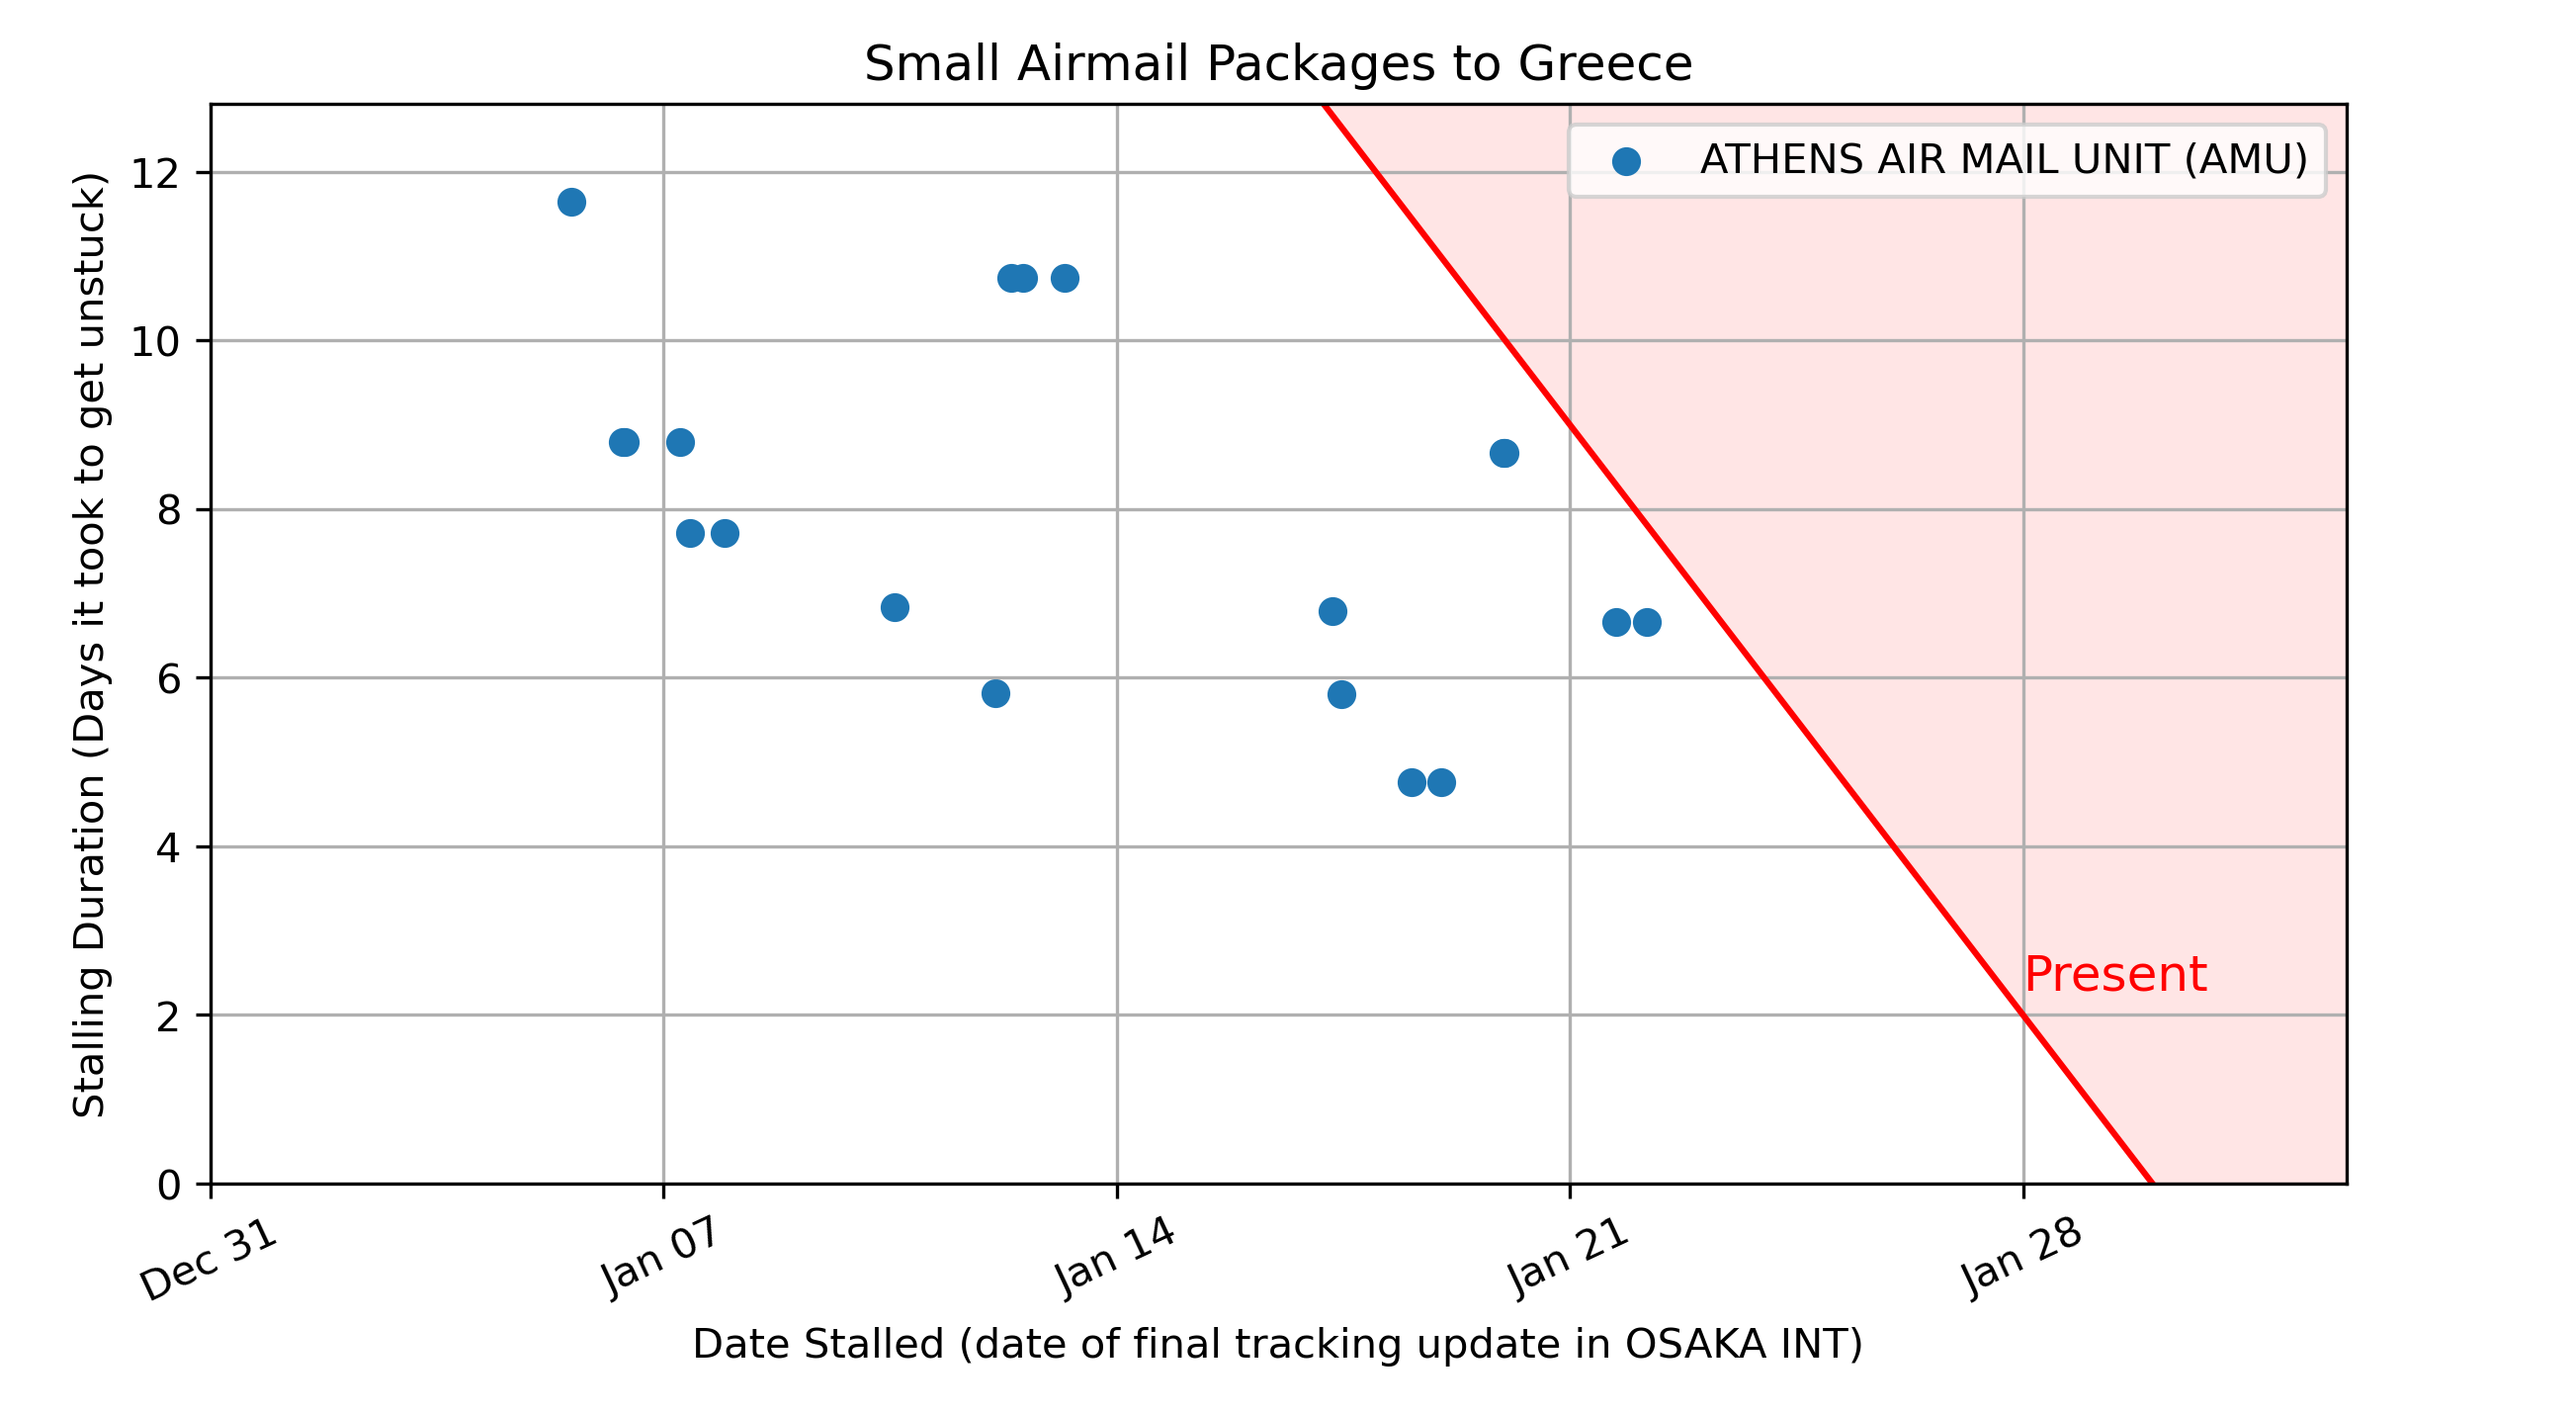 Small Airmail Packages to Greece
ATHENS AIR MAIL UNIT (AMU)
Stalling Duration (Days it took to get unstuck)
12
10
8
6
4
2
0
Present
Dec 31
Jan 07
Jan 14
Jan 21
Jan 28
Date Stalled (date of final tracking update in OSAKA INT)